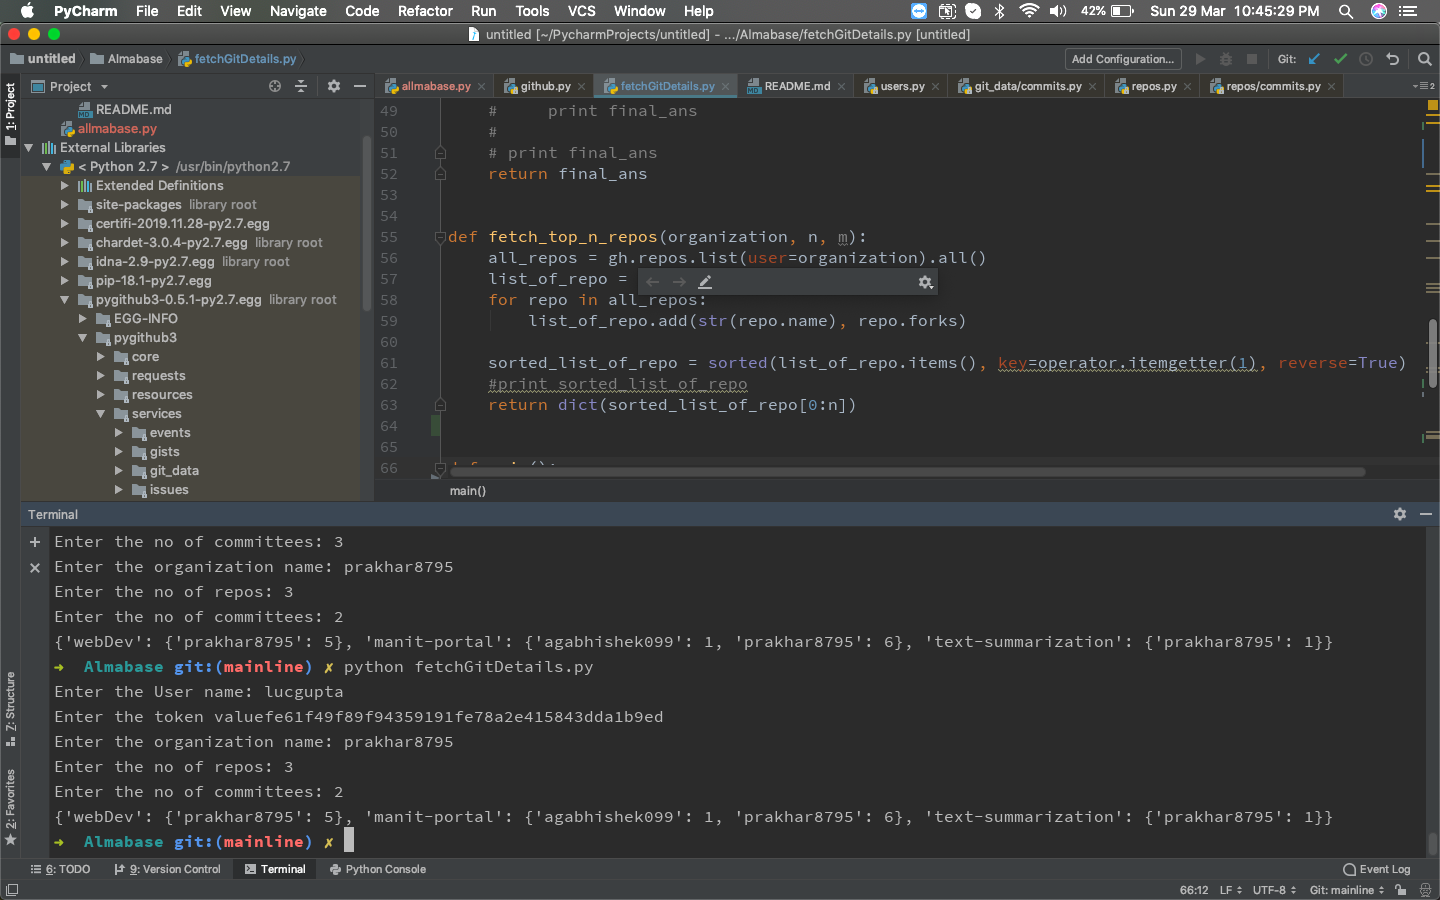 PyCharm File Edit View Navigate Code Refactor Run Tools VCS Window Help 42% Sun 29 Mar 10:45:29 PM
untitled [~/PycharmProjects/untitled] - .../Almabase/fetchGitDetails.py [untitled]
untitled Almabase fetchGitDetails.py Add Configuration... Git:
Project allmabase.py github.py fetchGitDetails.py README.md users.py git_data/commits.py repos.py repos/commits.py 2
1: Project
README.md
allmabase.py
External Libraries
< Python 2.7 > /usr/bin/python2.7
Extended Definitions
site-packages library root
certifi-2019.11.28-py2.7.egg
chardet-3.0.4-py2.7.egg library root
idna-2.9-py2.7.egg library root
pip-18.1-py2.7.egg
pygithub3-0.5.1-py2.7.egg library root
EGG-INFO
pygithub3
core
requests
resources
services
events
gists
git_data
issues
49 # print final_ans
50 #
51 # print final_ans
52 return final_ans
53
54
55 def fetch_top_n_repos(organization, n, m):
56 all_repos = gh.repos.list(user=organization).all()
57 list_of_repo =
58 for repo in all_repos:
59 list_of_repo.add(str(repo.name), repo.forks)
60
61 sorted_list_of_repo = sorted(list_of_repo.items(), key=operator.itemgetter(1), reverse=True)
62 #print sorted_list_of_repo
63 return dict(sorted_list_of_repo[0:n])
64
65
66
main()
Terminal
Enter the no of committees: 3
Enter the organization name: prakhar8795
Enter the no of repos: 3
Enter the no of committees: 2
{'webDev': {'prakhar8795': 5}, 'manit-portal': {'agabhishek099': 1, 'prakhar8795': 6}, 'text-summarization': {'prakhar8795': 1}}
→ Almabase git:(mainline) ✗ python fetchGitDetails.py
Enter the User name: lucgupta
Enter the token valuefe61f49f89f94359191fe78a2e415843dda1b9ed
Enter the organization name: prakhar8795
Enter the no of repos: 3
Enter the no of committees: 2
{'webDev': {'prakhar8795': 5}, 'manit-portal': {'agabhishek099': 1, 'prakhar8795': 6}, 'text-summarization': {'prakhar8795': 1}}
→ Almabase git:(mainline) ✗
7: Structure
2: Favorites
6: TODO 9: Version Control Terminal Python Console Event Log
66:12 LF UTF-8 Git: mainline